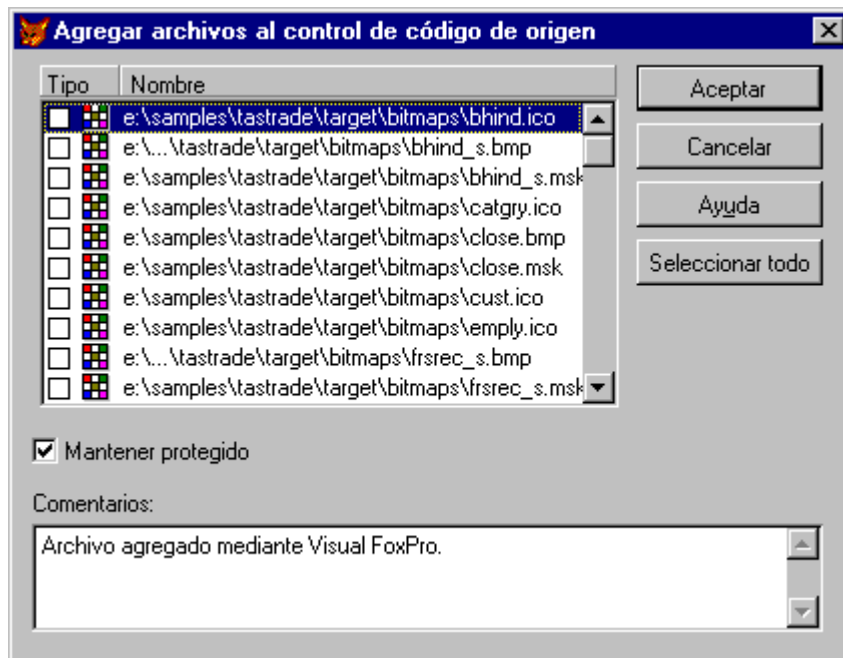 Agregar archivos al control de código de origen
Tipo Nombre
e:\samples\tastrade\target\bitmaps\bhind.ico
e:\...\tastrade\target\bitmaps\bhind_s.bmp
e:\samples\tastrade\target\bitmaps\bhind_s.msk
e:\samples\tastrade\target\bitmaps\catgry.ico
e:\samples\tastrade\target\bitmaps\close.bmp
e:\samples\tastrade\target\bitmaps\close.msk
e:\samples\tastrade\target\bitmaps\cust.ico
e:\samples\tastrade\target\bitmaps\emply.ico
e:\...\tastrade\target\bitmaps\frsrec_s.bmp
e:\samples\tastrade\target\bitmaps\frsrec_s.msk
Aceptar
Cancelar
Ayuda
Seleccionar todo
Mantener protegido
Comentarios:
Archivo agregado mediante Visual FoxPro.